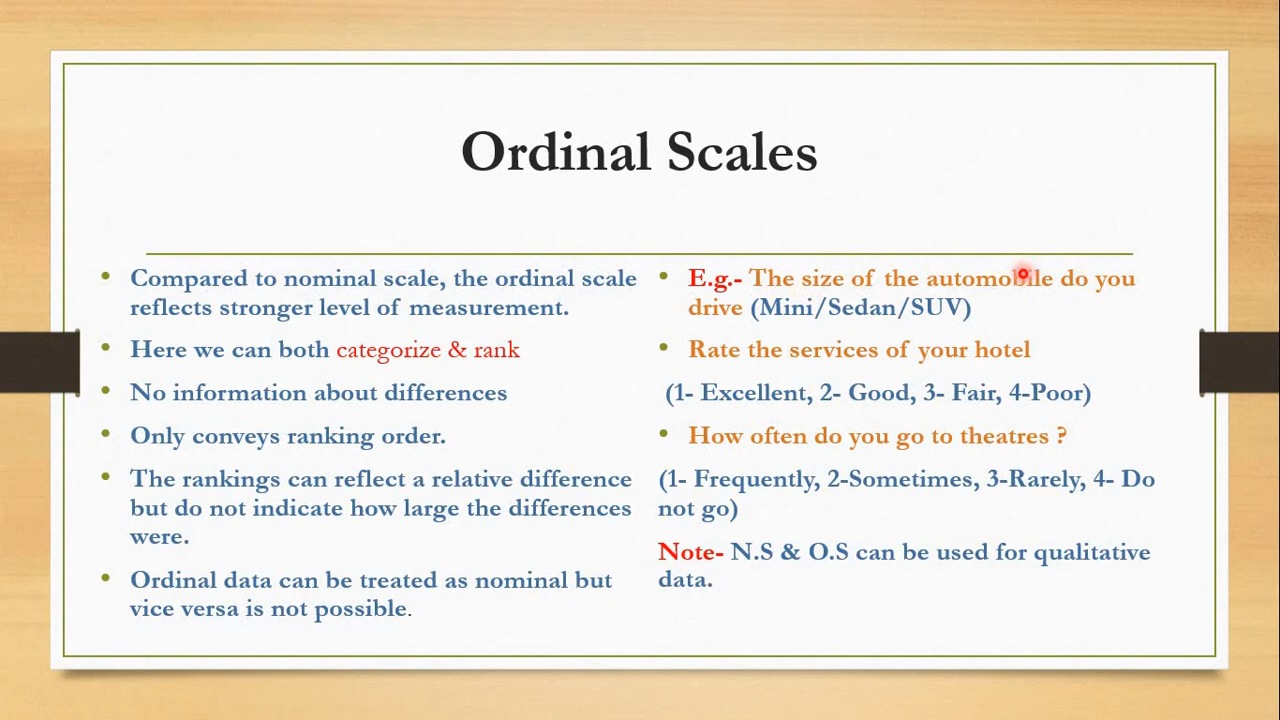 Ordinal Scales
• Compared to nominal scale, the ordinal scale
reflects stronger level of measurement.
• Here we can both categorize & rank
• No information about differences
• Only conveys ranking order.
• The rankings can reflect a relative difference
but do not indicate how large the differences
were.
• Ordinal data can be treated as nominal but
vice versa is not possible.
• E.g.- The size of the automobile do you
drive (Mini/Sedan/SUV)
• Rate the services of your hotel
(1- Excellent, 2- Good, 3- Fair, 4-Poor)
• How often do you go to theatres ?
(1- Frequently, 2-Sometimes, 3-Rarely, 4- Do
not go)
Note- N.S & O.S can be used for qualitative
data.